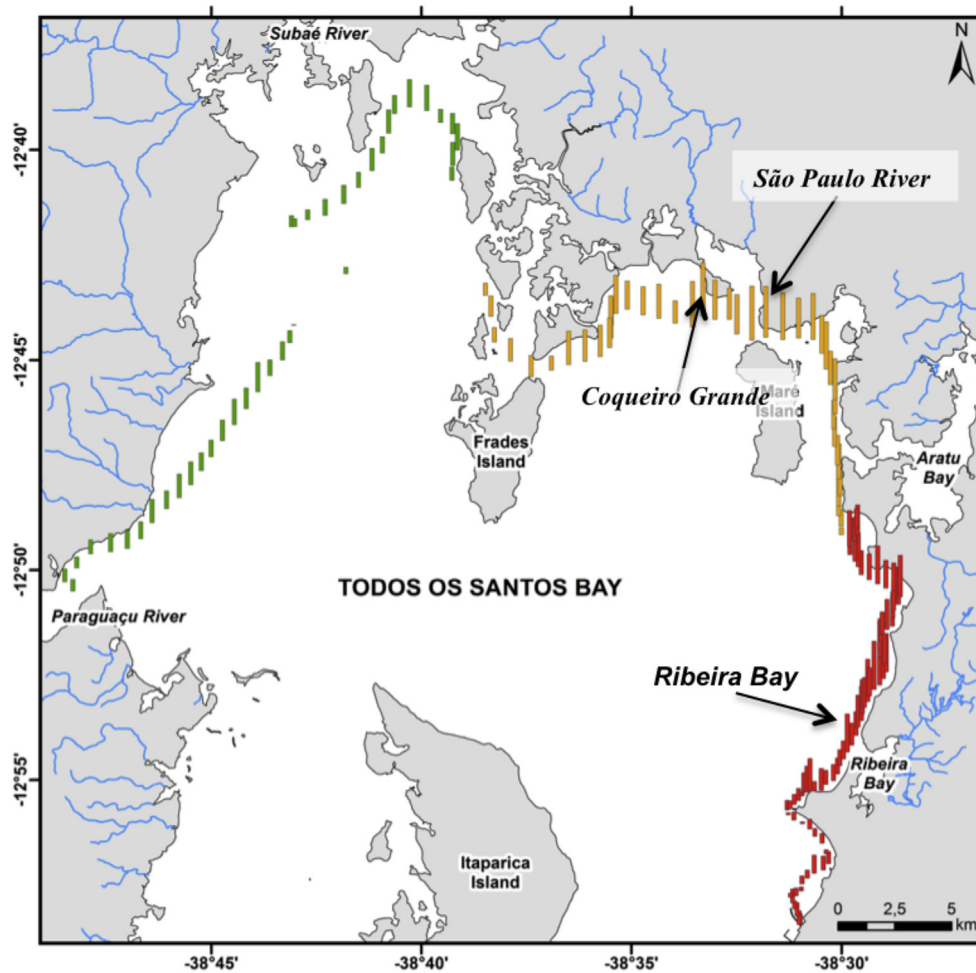 Subaé River
N
-12°40'
São Paulo River
-12°45'
Coqueiro Grande
Maré
Island
Frades
Island
Aratu
Bay
-12°50'
TODOS OS SANTOS BAY
Paraguaçu River
Ribeira Bay
-12°55'
Ribeira
Bay
Itaparica
Island
0 2,5 5
km
-38°45' -38°40' -38°35' -38°30'